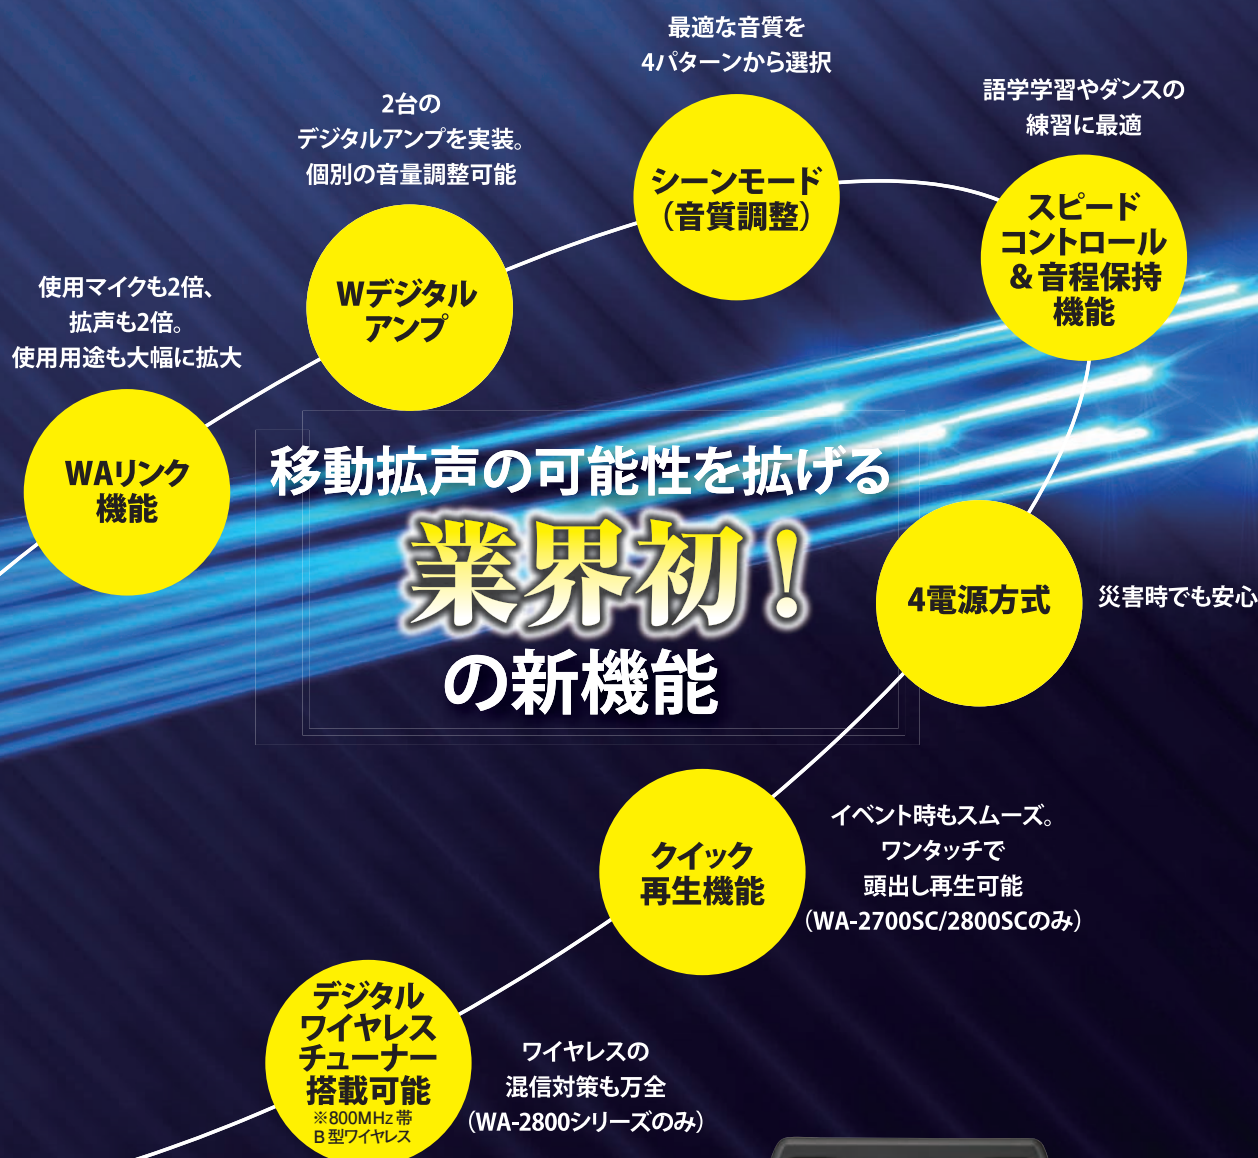 最適な音質を
4パターンから選択
シーンモード
（音質調整）
語学学習やダンスの
練習に最適
スピード
コントロール
＆音程保持
機能
2台の
デジタルアンプを実装。
個別の音量調整可能
Wデジタル
アンプ
使用マイクも2倍、
拡声も2倍。
使用用途も大幅に拡大
WAリンク
機能
移動拡声の可能性を拡げる
業界初！
の新機能
4電源方式
災害時でも安心
クイック
再生機能
イベント時もスムーズ。
ワンタッチで
頭出し再生可能
（WA-2700SC/2800SCのみ）
デジタル
ワイヤレス
チューナー
搭載可能
※800MHz帯
B型ワイヤレス
ワイヤレスの
混信対策も万全
（WA-2800シリーズのみ）